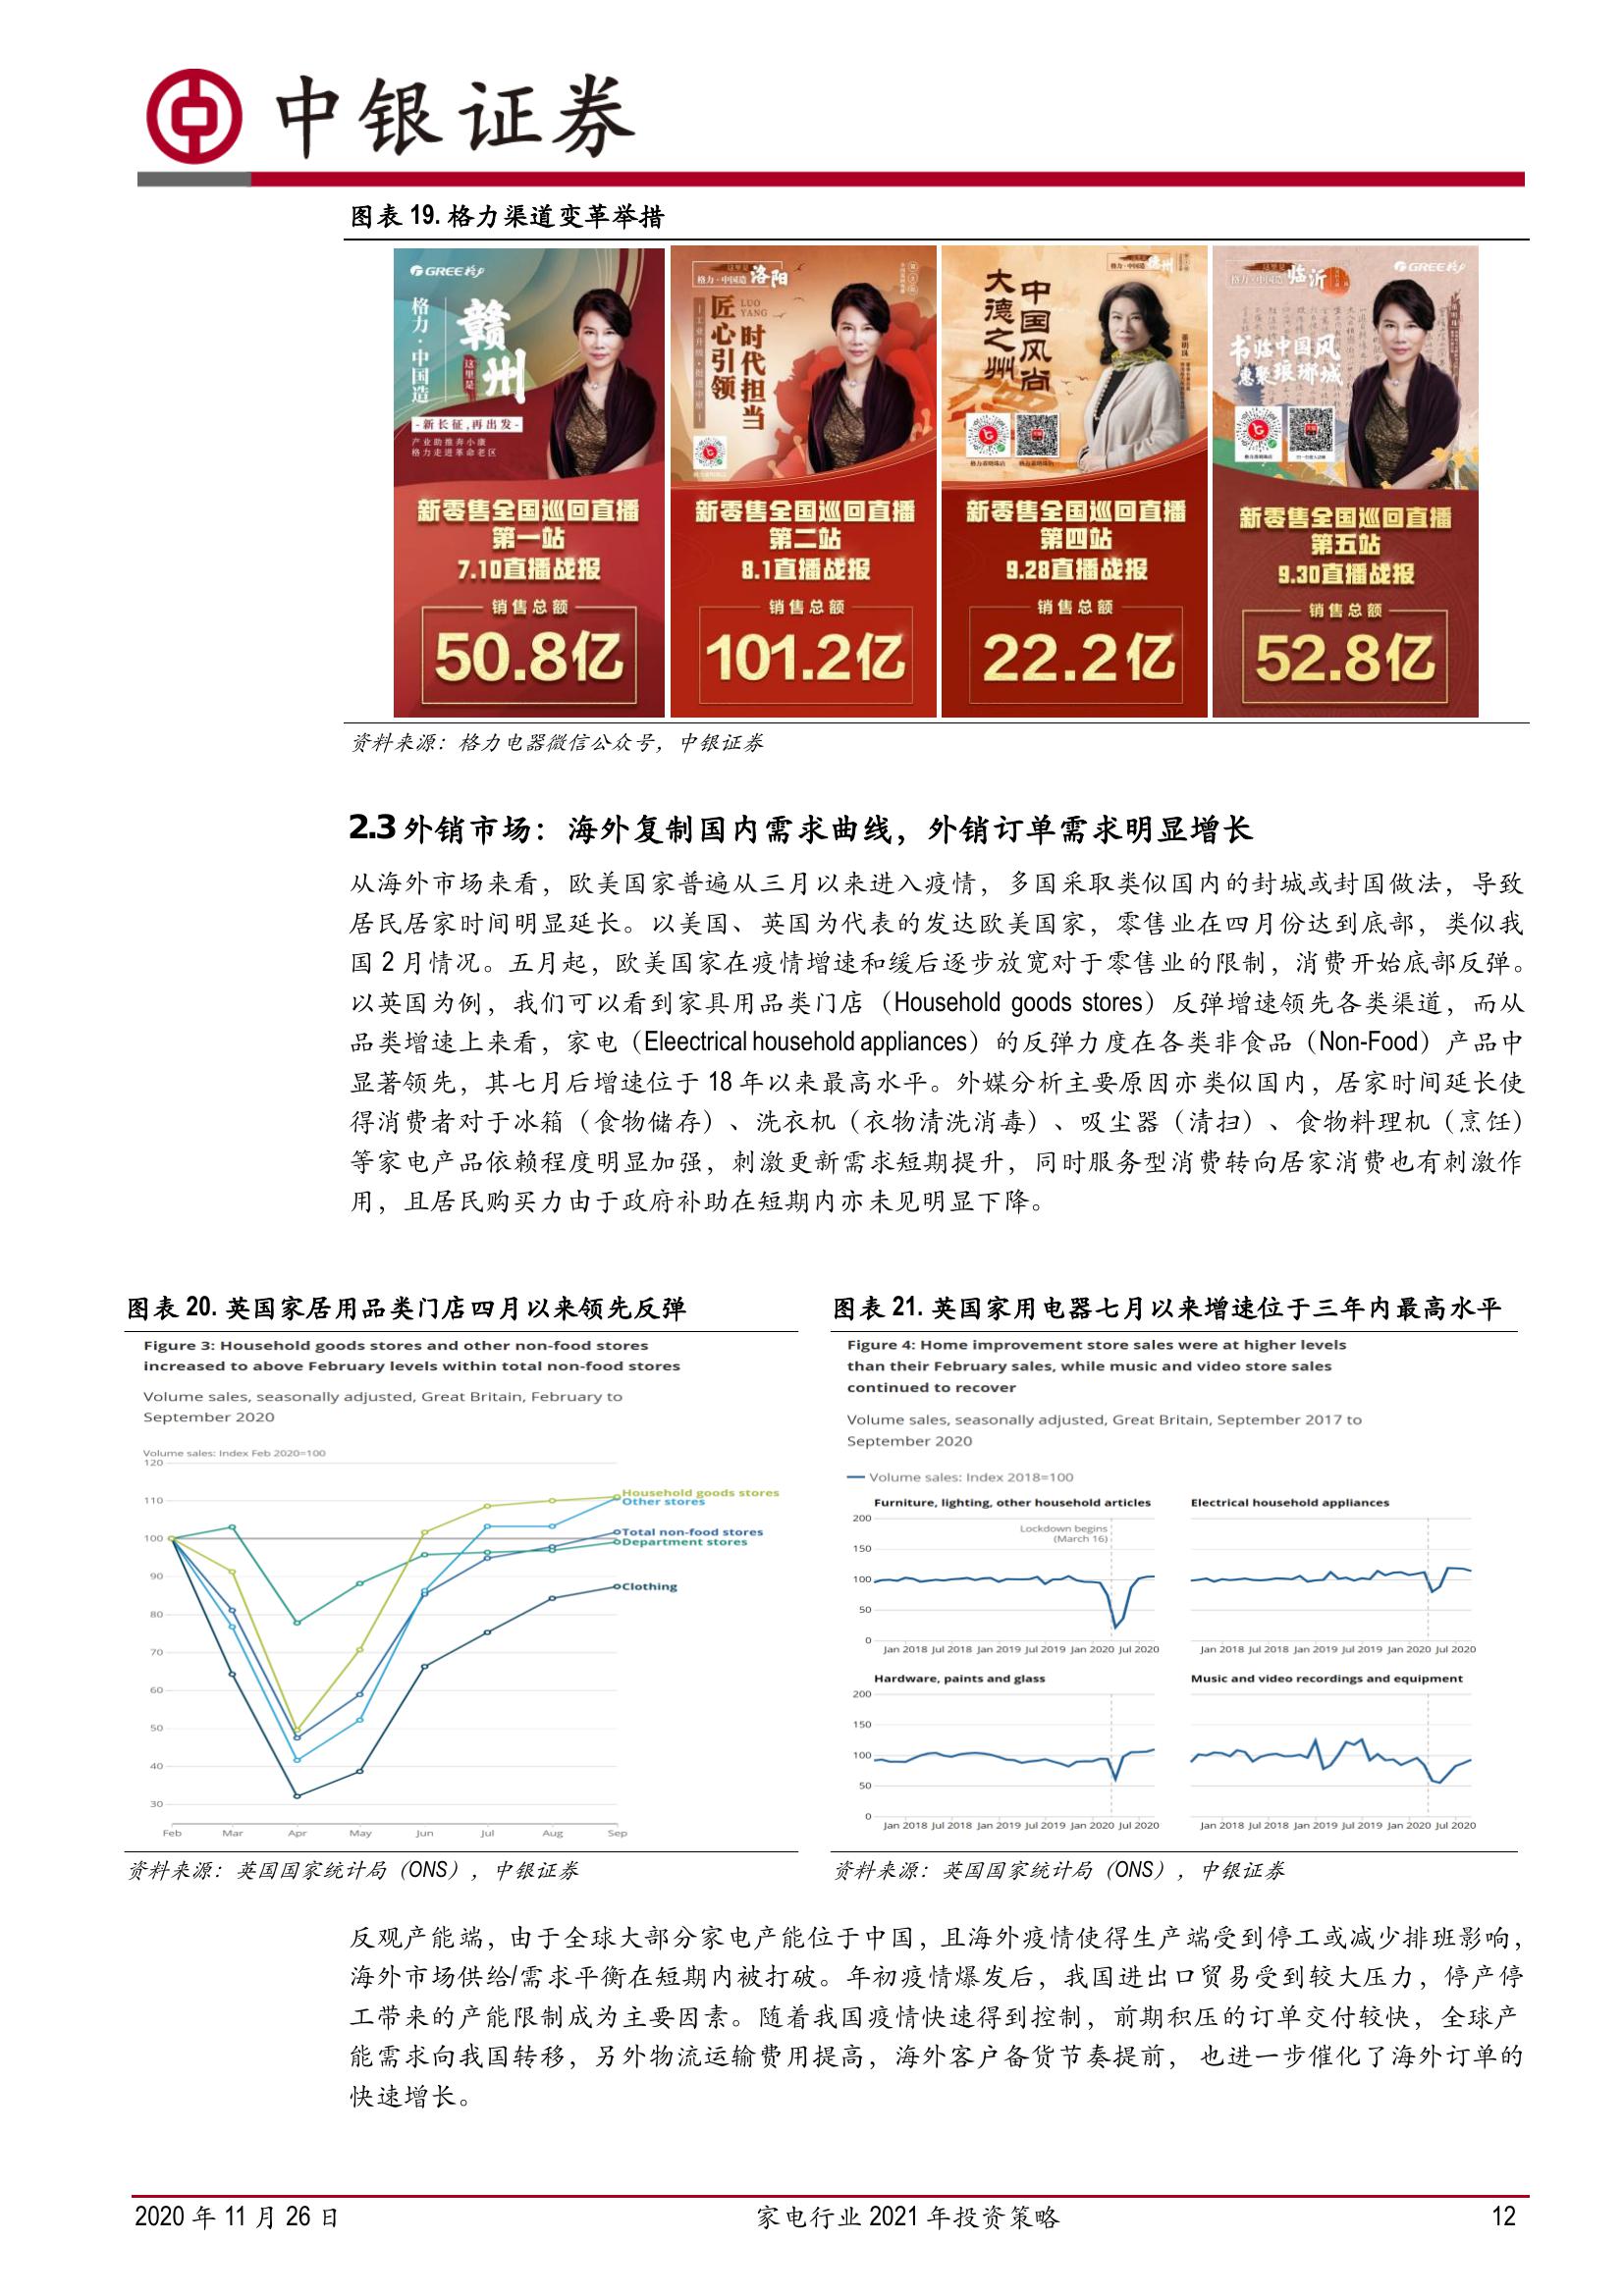 中银证券
图表 19. 格力渠道变革举措
GREE格力
格力·中国造
这里是
赣州
-新长征,再出发-
产业助推奔小康
格力走进革命老区
新零售全国巡回直播
第一站
7.10直播战报
销售总额
50.8亿
这里是
格力·中国造
洛阳
LUO
YANG
匠心引领
时代担当
新零售全国巡回直播
第二站
8.1直播战报
销售总额
101.2亿
格力·中国造
德州
大德之州
中国风尚
董明珠
格力董明珠店
新零售全国巡回直播
第四站
9.28直播战报
销售总额
22.2亿
这里是
格力·中国造
临沂
GREE格力
书临中国风
惠聚琅琊城
格力董明珠店
新零售全国巡回直播
第五站
9.30直播战报
销售总额
52.8亿
资料来源：格力电器微信公众号，中银证券
2.3 外销市场：海外复制国内需求曲线，外销订单需求明显增长
从海外市场来看，欧美国家普遍从三月以来进入疫情，多国采取类似国内的封城或封国做法，导致
居民居家时间明显延长。以美国、英国为代表的发达欧美国家，零售业在四月份达到底部，类似我
国 2 月情况。五月起，欧美国家在疫情增速和缓后逐步放宽对于零售业的限制，消费开始底部反弹。
以英国为例，我们可以看到家具用品类门店（Household goods stores）反弹增速领先各类渠道，而从
品类增速上来看，家电（Eleectrical household appliances）的反弹力度在各类非食品（Non-Food）产品中
显著领先，其七月后增速位于 18 年以来最高水平。外媒分析主要原因亦类似国内，居家时间延长使
得消费者对于冰箱（食物储存）、洗衣机（衣物清洗消毒）、吸尘器（清扫）、食物料理机（烹饪）
等家电产品依赖程度明显加强，刺激更新需求短期提升，同时服务型消费转向居家消费也有刺激作
用，且居民购买力由于政府补助在短期内亦未见明显下降。
图表 20. 英国家居用品类门店四月以来领先反弹
Figure 3: Household goods stores and other non-food stores
increased to above February levels within total non-food stores
Volume sales, seasonally adjusted, Great Britain, February to
September 2020
Volume sales: Index Feb 2020=100
120
110
100
90
80
70
60
50
40
30
Household goods stores
Other stores
Total non-food stores
Department stores
Clothing
Feb Mar Apr May Jun Jul Aug Sep
资料来源：英国国家统计局（ONS），中银证券
图表 21. 英国家用电器七月以来增速位于三年内最高水平
Figure 4: Home improvement store sales were at higher levels
than their February sales, while music and video store sales
continued to recover
Volume sales, seasonally adjusted, Great Britain, September 2017 to
September 2020
Volume sales: Index 2018=100
Furniture, lighting, other household articles
200
150
100
50
0
Lockdown begins
(March 16)
Jan 2018 Jul 2018 Jan 2019 Jul 2019 Jan 2020 Jul 2020
Electrical household appliances
Jan 2018 Jul 2018 Jan 2019 Jul 2019 Jan 2020 Jul 2020
Hardware, paints and glass
200
150
100
50
0
Jan 2018 Jul 2018 Jan 2019 Jul 2019 Jan 2020 Jul 2020
Music and video recordings and equipment
Jan 2018 Jul 2018 Jan 2019 Jul 2019 Jan 2020 Jul 2020
资料来源：英国国家统计局（ONS），中银证券
反观产能端，由于全球大部分家电产能位于中国，且海外疫情使得生产端受到停工或减少排班影响，
海外市场供给/需求平衡在短期内被打破。年初疫情爆发后，我国进出口贸易受到较大压力，停产停
工带来的产能限制成为主要因素。随着我国疫情快速得到控制，前期积压的订单交付较快，全球产
能需求向我国转移，另外物流运输费用提高，海外客户备货节奏提前，也进一步催化了海外订单的
快速增长。
2020 年 11 月 26 日
家电行业 2021 年投资策略
12